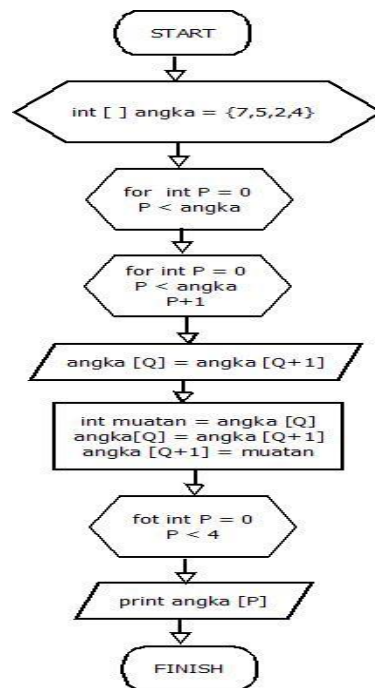 START
int [ ] angka = {7,5,2,4}
for int P = 0
P < angka
for int P = 0
P < angka
P+1
angka [Q] = angka [Q+1]
int muatan = angka [Q]
angka[Q] = angka [Q+1]
angka [Q+1] = muatan
fot int P = 0
P < 4
print angka [P]
FINISH